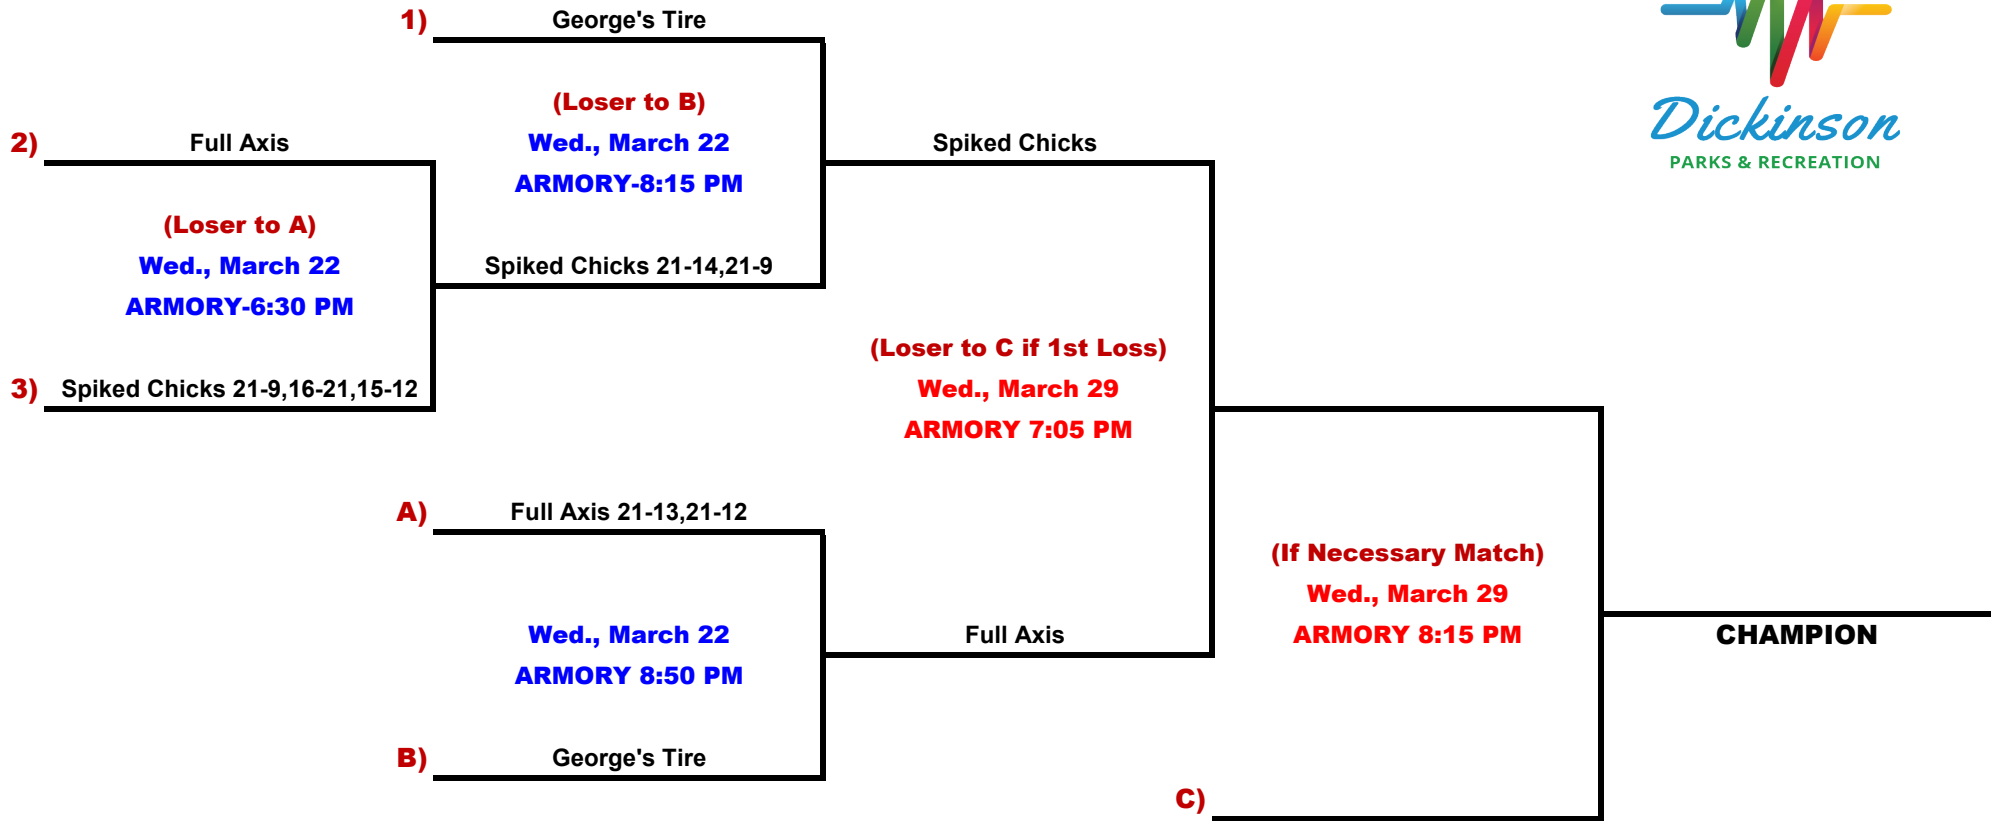 1) George's Tire
(Loser to B)
2) Full Axis
Wed., March 22
Spiked Chicks
ARMORY-8:15 PM
Dickinson
PARKS & RECREATION
(Loser to A)
Wed., March 22
Spiked Chicks 21-14,21-9
ARMORY-6:30 PM
(Loser to C if 1st Loss)
3) Spiked Chicks 21-9,16-21,15-12
Wed., March 29
ARMORY 7:05 PM
A) Full Axis 21-13,21-12
(If Necessary Match)
Wed., March 29
Wed., March 22
Full Axis
ARMORY 8:15 PM
CHAMPION
ARMORY 8:50 PM
B) George's Tire
C)